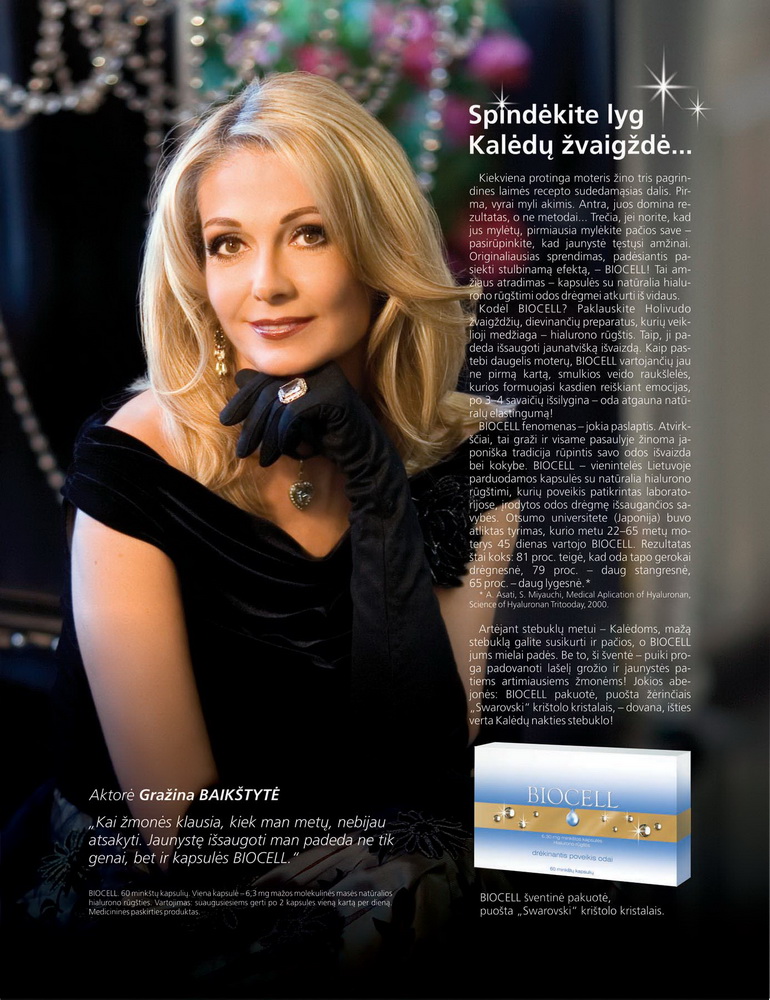 Spindėkite lyg
Kalėdų žvaigždė...
Kiekviena protinga moteris žino tris pagrin-
dines laimės recepto sudedamąsias dalis. Pir-
ma, vyrai myli akimis. Antra, juos domina re-
zultatas, o ne metodai... Trečia, jei norite, kad
jus mylėtų, pirmiausia mylėkite pačios save –
pasirūpinkite, kad jaunystė tęstųsi amžinai.
Originaliausias sprendimas, padėsiantis pa-
siekti stulbinamą efektą, – BIOCELL! Tai am-
žiaus atradimas – kapsulės su natūralia hialu-
rono rūgštimi odos drėgmei atkurti iš vidaus.
Kodėl BIOCELL? Paklauskite Holivudo
žvaigždžių, dievinančių preparatus, kurių veik-
lioji medžiaga – hialurono rūgštis. Taip, ji pa-
deda išsaugoti jaunatvišką išvaizdą. Kaip pas-
tebi daugelis moterų, BIOCELL vartojančių jau
ne pirmą kartą, smulkios veido raukšlelės,
kurios formuojasi kasdien reiškiant emocijas,
po 3–4 savaičių išsilygina – oda atgauna natū-
ralų elastingumą!
BIOCELL fenomenas – jokia paslaptis. Atvirk-
ščiai, tai graži ir visame pasaulyje žinoma ja-
poniška tradicija rūpintis savo odos išvaizda
bei kokybe. BIOCELL – vienintelės Lietuvoje
parduodamos kapsulės su natūralia hialurono
rūgštimi, kurių poveikis patikrintas laborato-
rijose, įrodytos odos drėgmę išsaugančios sa-
vybės. Otsumo universitete (Japonija) buvo
atliktas tyrimas, kurio metu 22–65 metų mo-
terys 45 dienas vartojo BIOCELL. Rezultatas
štai koks: 81 proc. teigė, kad oda tapo gerokai
drėgnesnė, 79 proc. – daug stangresnė,
65 proc. – daug lygesnė.*
* A. Asati, S. Miyauchi, Medical Aplication of Hyaluronan,
Science of Hyaluronan Tritooday, 2000.
Artėjant stebuklų metui – Kalėdoms, mažą
stebuklą galite susikurti ir pačios, o BIOCELL
jums mielai padės. Be to, ši šventė – puiki pro-
ga padovanoti lašelį grožio ir jaunystės pa-
tiems artimiausiems žmonėms! Jokios abe-
jonės: BIOCELL pakuotė, puošta žėrinčiais
„Swarovski“ krištolo kristalais, – dovana, išties
verta Kalėdų nakties stebuklo!
Aktorė Gražina BAIKŠTYTĖ
„Kai žmonės klausia, kiek man metų, nebijau
atsakyti. Jaunystę išsaugoti man padeda ne tik
genai, bet ir kapsulės BIOCELL.“
BIOCELL. 60 minkštų kapsulių. Viena kapsulė – 6,3 mg mažos molekulinės masės natūralios
hialurono rūgšties. Vartojimas: suaugusiesiems gerti po 2 kapsules vieną kartą per dieną.
Medicininės paskirties produktas.
BIOCELL
6,30 mg minkštos kapsulės
Hialurono rūgštis
drėkinantis poveikis odai
60 minkštų kapsulių
BIOCELL šventinė pakuotė,
puošta „Swarovski“ krištolo kristalais.